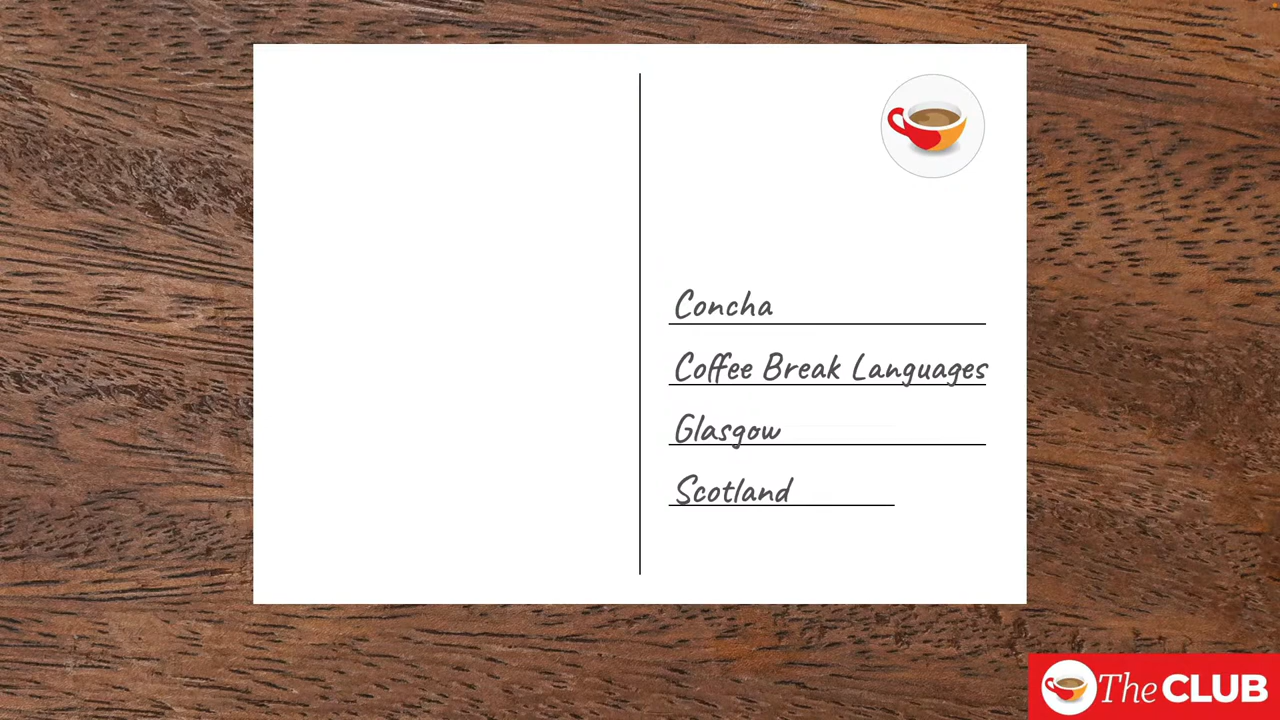 Concha
Coffee Break Languages
Glasgow
Scotland
The CLUB